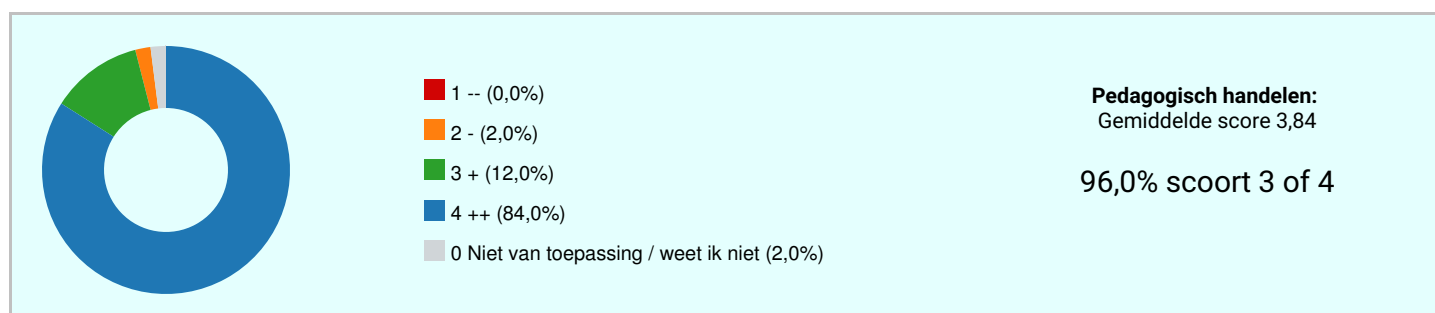 1 -- (0,0%)
2 - (2,0%)
3 + (12,0%)
4 ++ (84,0%)
0 Niet van toepassing / weet ik niet (2,0%)
Pedagogisch handelen:
Gemiddelde score 3,84
96,0% scoort 3 of 4